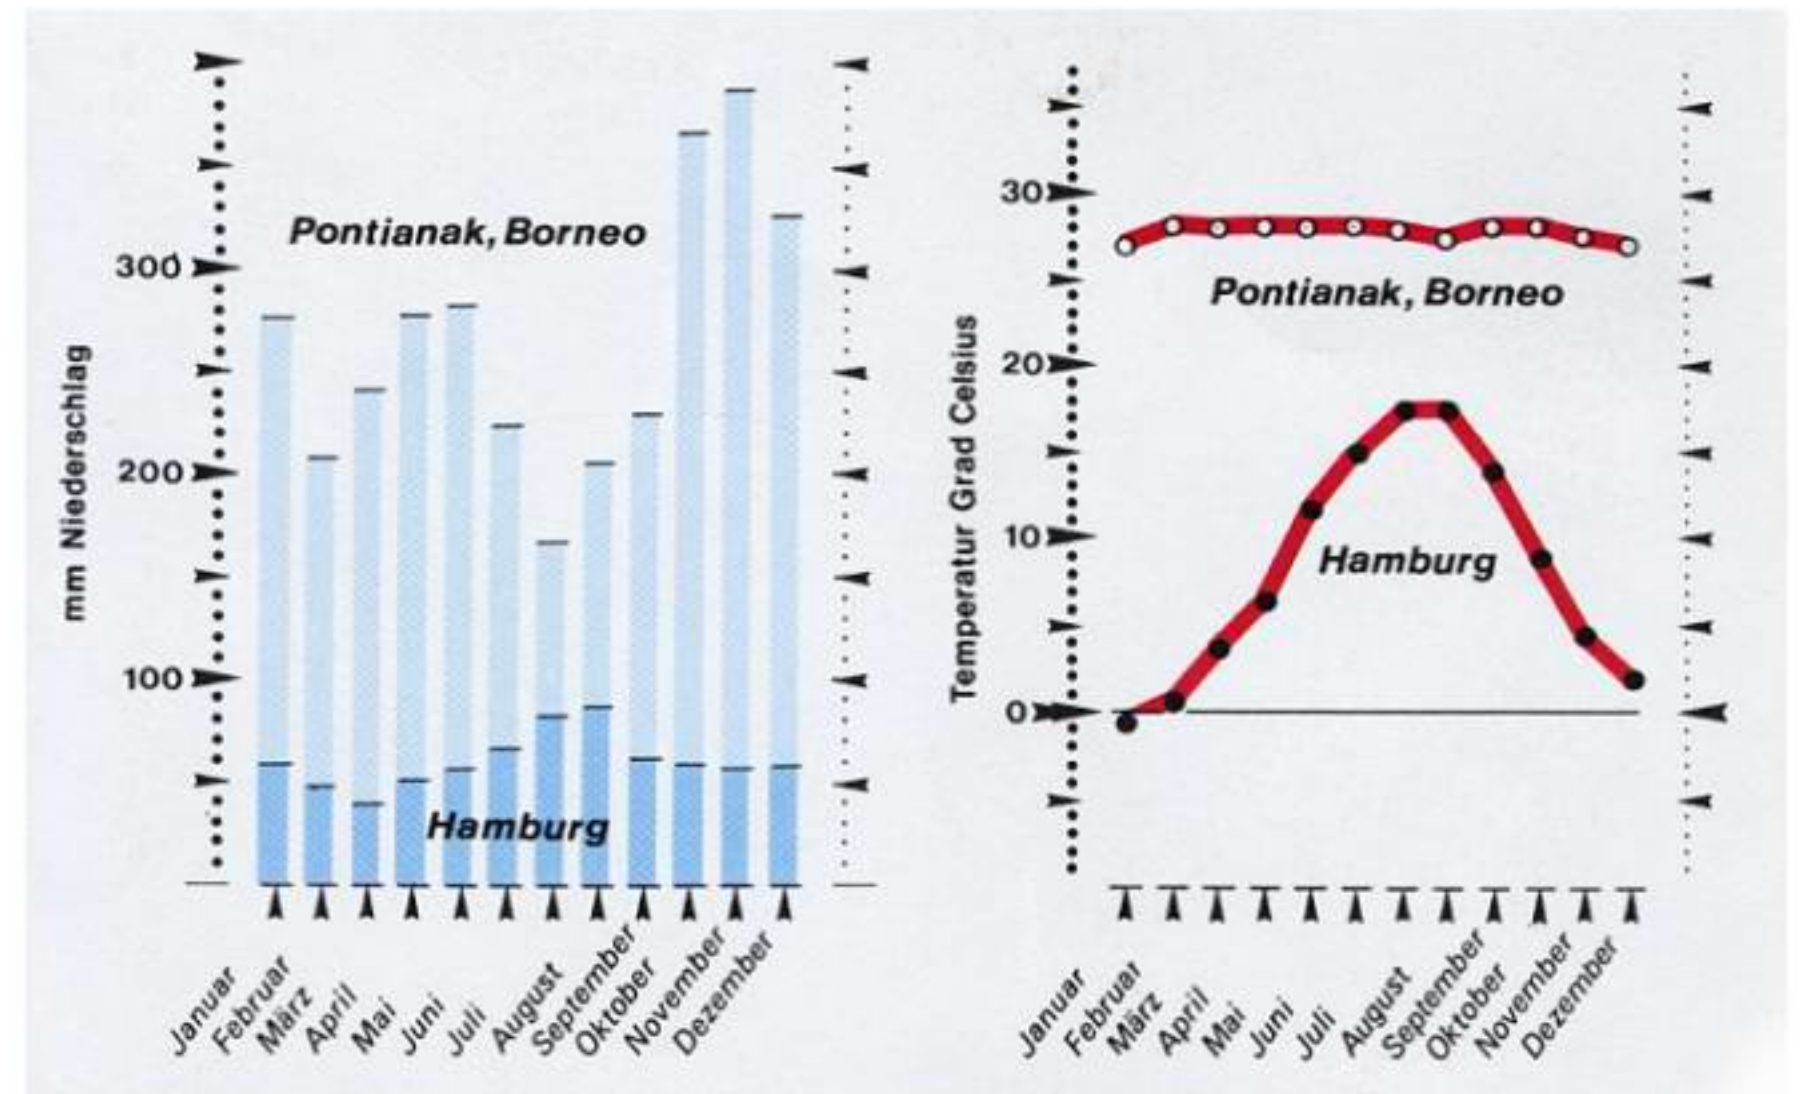 mm Niederschlag
300
200
100
Pontianak, Borneo
Hamburg
Januar
Februar
März
April
Mai
Juni
Juli
August
September
Oktober
November
Dezember
Temperatur Grad Celsius
30
20
10
0
Pontianak, Borneo
Hamburg
Januar
Februar
März
April
Mai
Juni
Juli
August
September
Oktober
November
Dezember